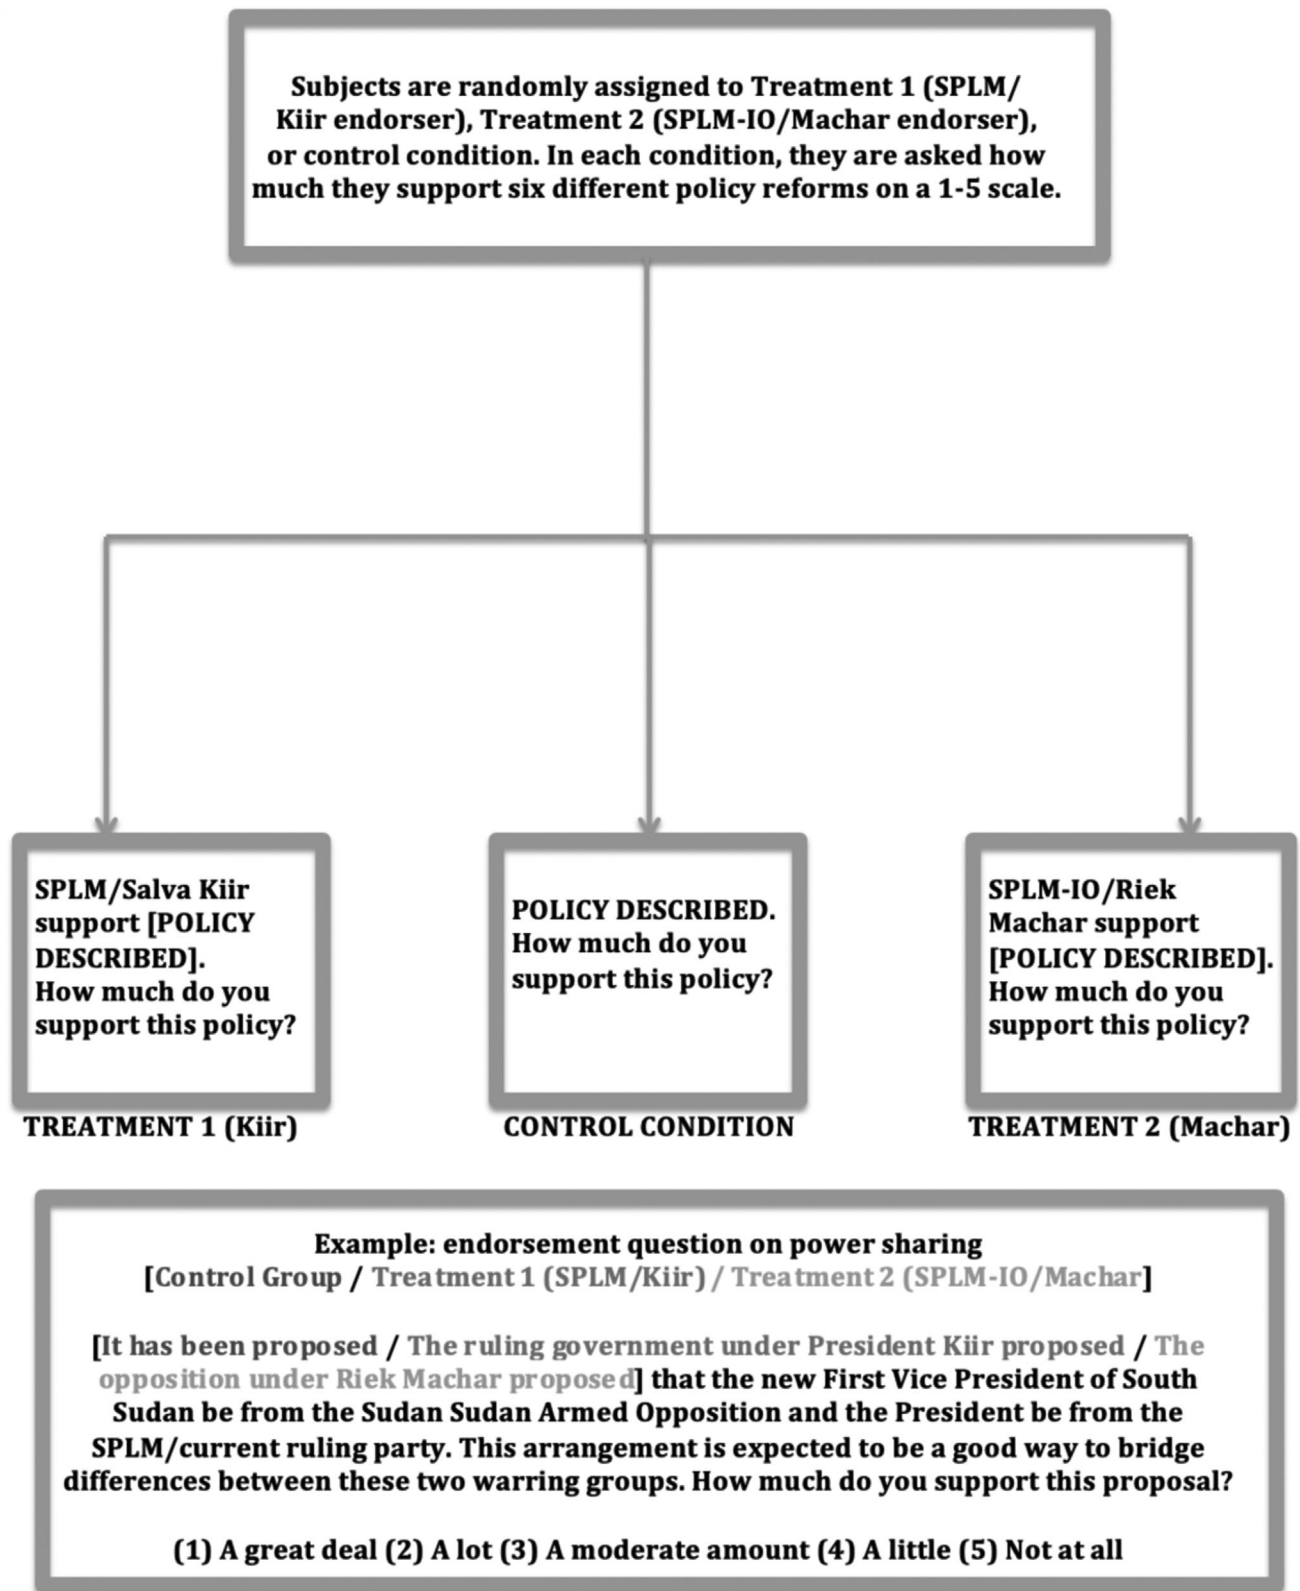 Subjects are randomly assigned to Treatment 1 (SPLM/
Kiir endorser), Treatment 2 (SPLM-IO/Machar endorser),
or control condition. In each condition, they are asked how
much they support six different policy reforms on a 1-5 scale.
SPLM/Salva Kiir
support [POLICY
DESCRIBED].
How much do you
support this policy?
TREATMENT 1 (Kiir)
POLICY DESCRIBED.
How much do you
support this policy?
CONTROL CONDITION
SPLM-IO/Riek
Machar support
[POLICY DESCRIBED].
How much do you
support this policy?
TREATMENT 2 (Machar)
Example: endorsement question on power sharing
[Control Group / Treatment 1 (SPLM/Kiir) / Treatment 2 (SPLM-IO/Machar]
[It has been proposed / The ruling government under President Kiir proposed / The
opposition under Riek Machar proposed] that the new First Vice President of South
Sudan be from the Sudan Sudan Armed Opposition and the President be from the
SPLM/current ruling party. This arrangement is expected to be a good way to bridge
differences between these two warring groups. How much do you support this proposal?
(1) A great deal (2) A lot (3) A moderate amount (4) A little (5) Not at all